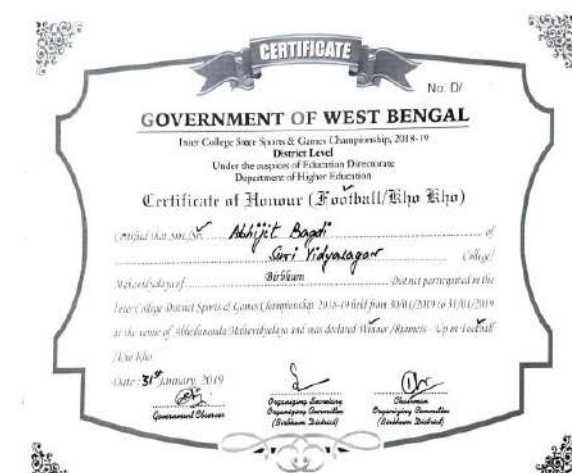 CERTIFICATE
No. D/
GOVERNMENT OF WEST BENGAL
Inter College State Sports & Games Championship, 2018-19
District Level
Under the auspices of Education Directorate
Department of Higher Education
Certificate of Honour (Football/Kho Kho)
Certified that Smt./Sri. Abhijit Bagdi of
Suri Vidyasagar College/
Mahavidyalaya of Birbhum District participated in the
Inter College District Sports & Games Championship 2018-19 held from 30/01/2019 to 31/01/2019
at the venue of Abhedananda Mahavidyalaya and was declared Winner/Runners - Up in Football
/Kho Kho.
Date: 31st January, 2019
Government Observer
Organizing Secretary
Organizing Committee
(Birbhum District)
Chairman
Organizing Committee
(Birbhum District)